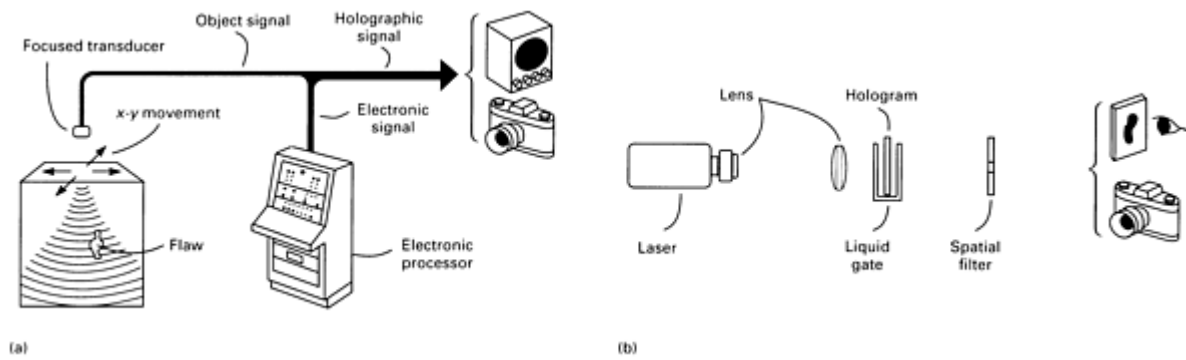 Object signal
Holographic
signal
Focused transducer
x-y movement
Electronic
signal
Flaw
Electronic
processor
(a)
Lens
Hologram
Laser
Liquid
gate
Spatial
filter
(b)